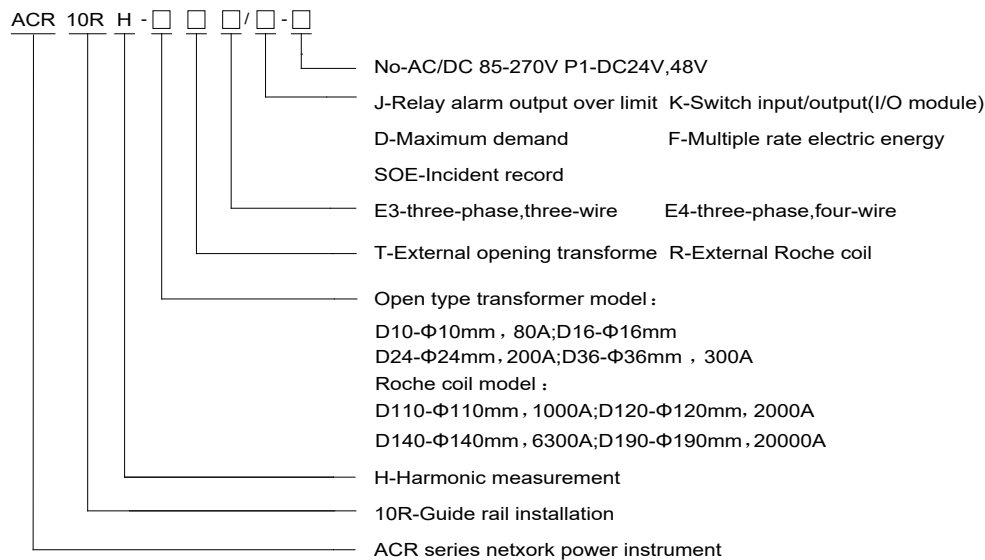 ACR 10R H - □ □ □ / □ - □
No-AC/DC 85-270V P1-DC24V,48V
J-Relay alarm output over limit K-Switch input/output(I/O module)
D-Maximum demand F-Multiple rate electric energy
SOE-Incident record
E3-three-phase,three-wire E4-three-phase,four-wire
T-External opening transforme R-External Roche coil
Open type transformer model：
D10-Φ10mm，80A;D16-Φ16mm
D24-Φ24mm，200A;D36-Φ36mm ，300A
Roche coil model：
D110-Φ110mm，1000A;D120-Φ120mm，2000A
D140-Φ140mm，6300A;D190-Φ190mm，20000A
H-Harmonic measurement
10R-Guide rail installation
ACR series netxork power instrument